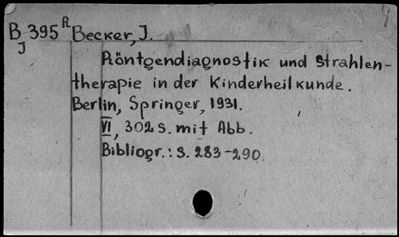 B 395 R Becker, J.
J
Röntgendiagnostik und Strahlen-
therapie in der Kinderheilkunde.
Berlin, Springer, 1931.
VI, 302 s. mit Abb.
Bibliogr.: s. 283-290.